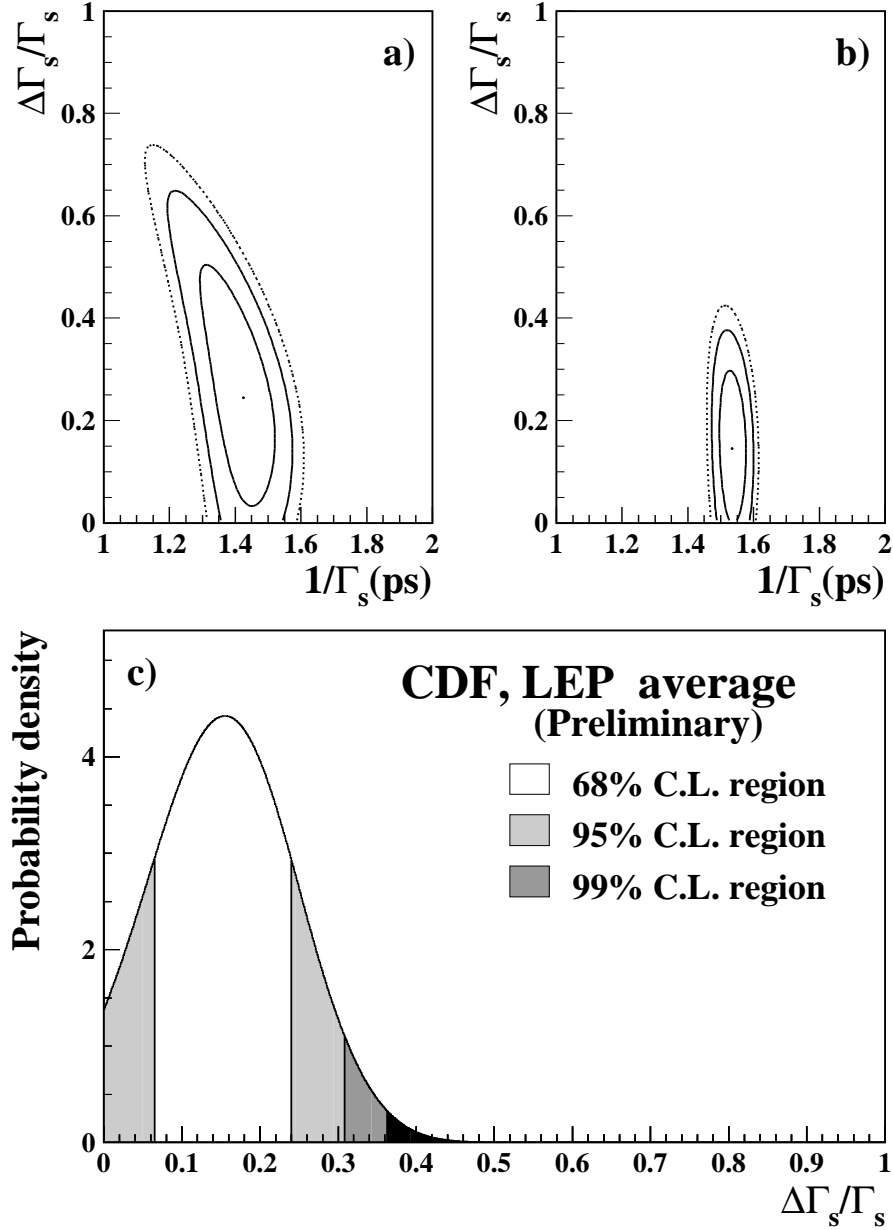 ΔΓs/Γs
a)
1
0.8
0.6
0.4
0.2
0
1 1.2 1.4 1.6 1.8 2
1/Γs(ps)
ΔΓs/Γs
b)
1
0.8
0.6
0.4
0.2
0
1 1.2 1.4 1.6 1.8 2
1/Γs(ps)
Probability density
c)
4
2
0
CDF, LEP average
(Preliminary)
68% C.L. region
95% C.L. region
99% C.L. region
0 0.1 0.2 0.3 0.4 0.5 0.6 0.7 0.8 0.9 1
ΔΓs/Γs